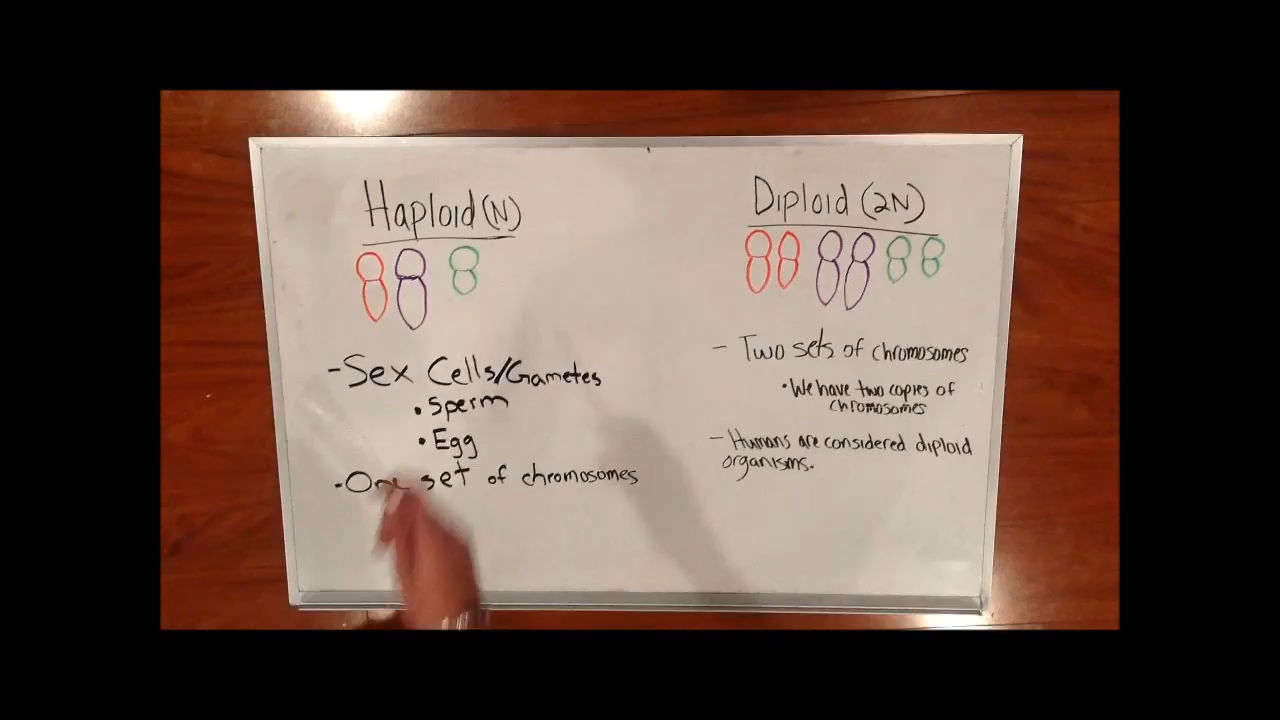 Haploid (N)
-Sex Cells/Gametes
• Sperm
• Egg
- One set of chromosomes
Diploid (2N)
- Two sets of chromosomes
• We have two copies of
chromosomes
- Humans are considered diploid
organisms.